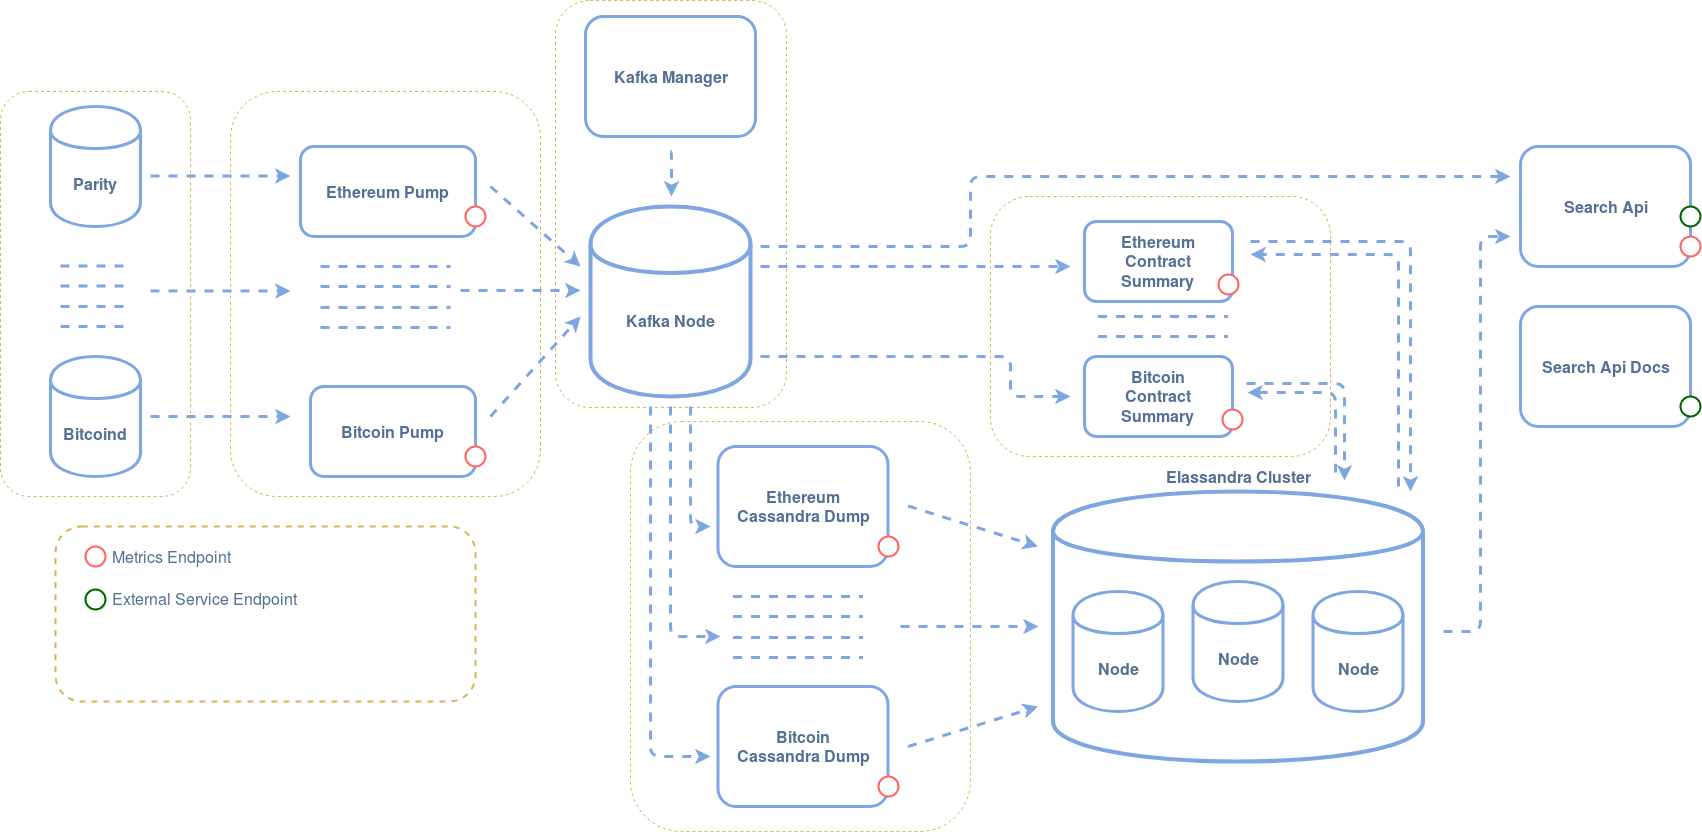 Kafka Manager
Parity
Ethereum Pump
Search Api
Ethereum
Contract
Summary
Kafka Node
Search Api Docs
Bitcoin
Contract
Summary
Bitcoind
Bitcoin Pump
Elassandra Cluster
Ethereum
Cassandra Dump
Metrics Endpoint
External Service Endpoint
Node
Node
Node
Bitcoin
Cassandra Dump